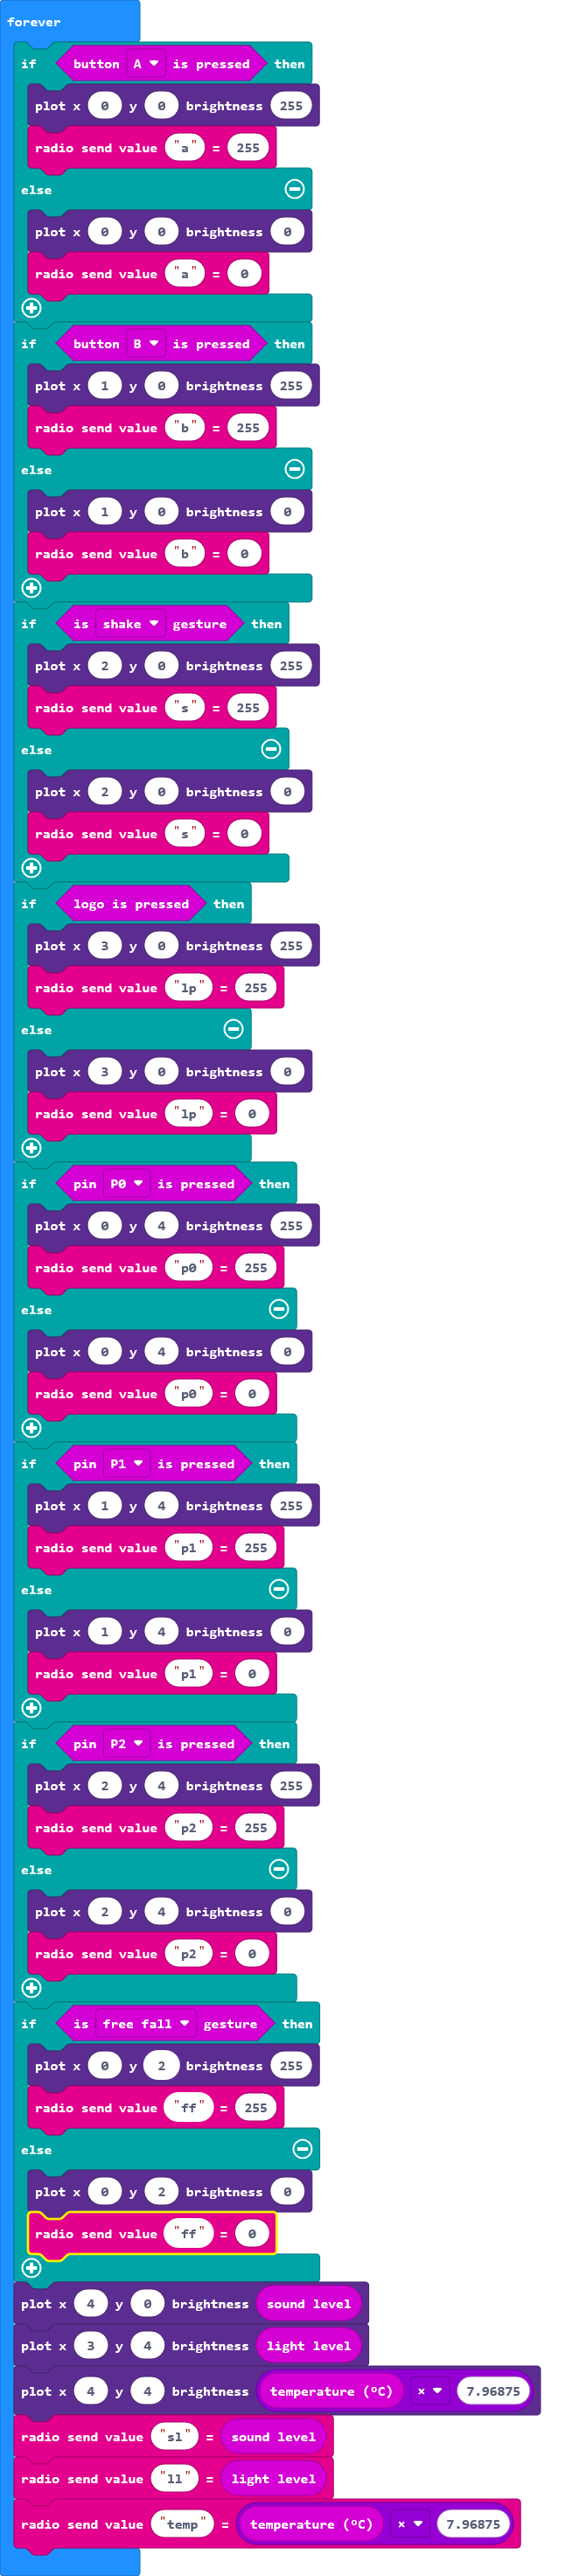 forever
if button A is pressed then
plot x 0 y 0 brightness 255
radio send value "a" = 255
else
plot x 0 y 0 brightness 0
radio send value "a" = 0
if button B is pressed then
plot x 1 y 0 brightness 255
radio send value "b" = 255
else
plot x 1 y 0 brightness 0
radio send value "b" = 0
if is shake gesture then
plot x 2 y 0 brightness 255
radio send value "s" = 255
else
plot x 2 y 0 brightness 0
radio send value "s" = 0
if logo is pressed then
plot x 3 y 0 brightness 255
radio send value "lp" = 255
else
plot x 3 y 0 brightness 0
radio send value "lp" = 0
if pin P0 is pressed then
plot x 0 y 4 brightness 255
radio send value "p0" = 255
else
plot x 0 y 4 brightness 0
radio send value "p0" = 0
if pin P1 is pressed then
plot x 1 y 4 brightness 255
radio send value "p1" = 255
else
plot x 1 y 4 brightness 0
radio send value "p1" = 0
if pin P2 is pressed then
plot x 2 y 4 brightness 255
radio send value "p2" = 255
else
plot x 2 y 4 brightness 0
radio send value "p2" = 0
if is free fall gesture then
plot x 0 y 2 brightness 255
radio send value "ff" = 255
else
plot x 0 y 2 brightness 0
radio send value "ff" = 0
plot x 4 y 0 brightness sound level
plot x 3 y 4 brightness light level
plot x 4 y 4 brightness temperature (ºC) × 7.96875
radio send value "sl" = sound level
radio send value "ll" = light level
radio send value "temp" = temperature (ºC) × 7.96875